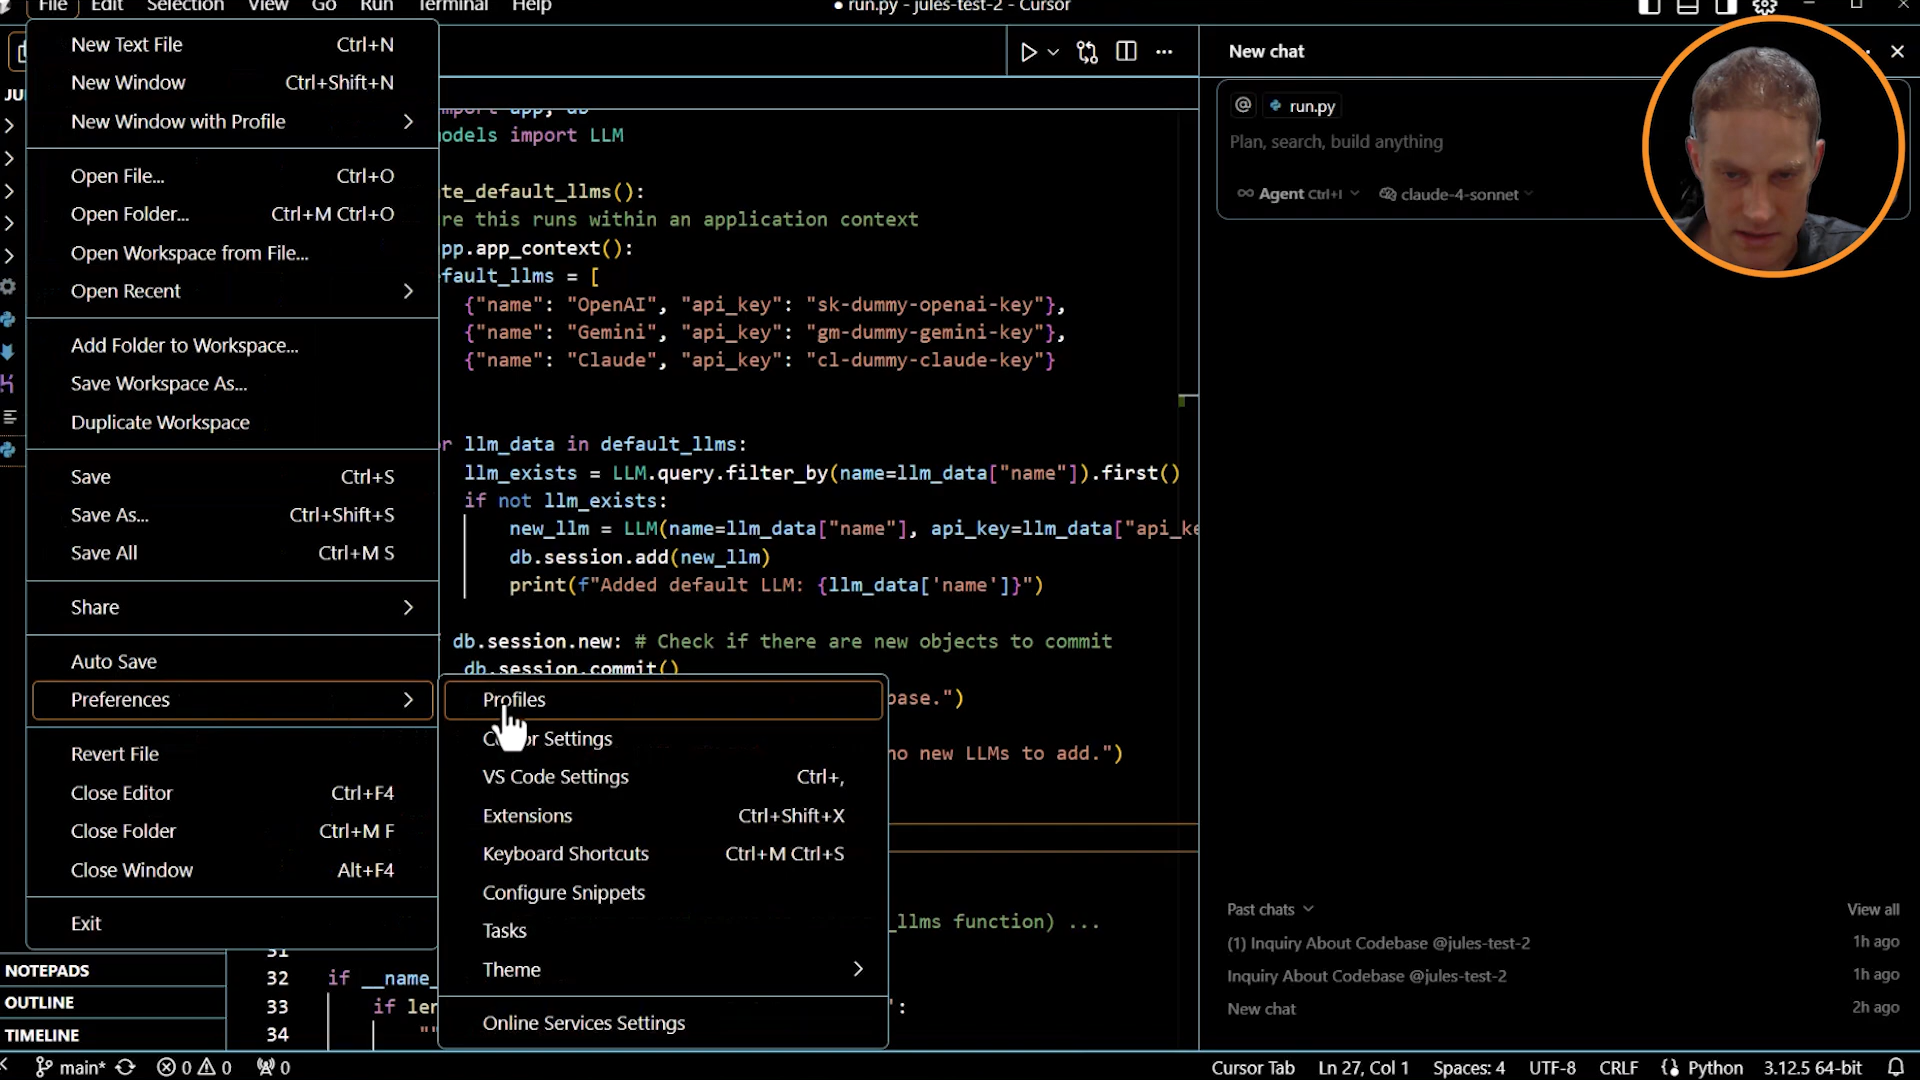 File Edit Selection View Go Run Terminal Help
● run.py - jules-test-2 - Cursor
New Text File Ctrl+N
New Window Ctrl+Shift+N
New Window with Profile
Open File... Ctrl+O
Open Folder... Ctrl+M Ctrl+O
Open Workspace from File...
Open Recent
Add Folder to Workspace...
Save Workspace As...
Duplicate Workspace
Save Ctrl+S
Save As... Ctrl+Shift+S
Save All Ctrl+M S
Share
Auto Save
Preferences
Revert File
Close Editor Ctrl+F4
Close Folder Ctrl+M F
Close Window Alt+F4
Exit
Profiles
Settings
VS Code Settings Ctrl+,
Extensions Ctrl+Shift+X
Keyboard Shortcuts Ctrl+M Ctrl+S
Configure Snippets
Tasks
Theme
Online Services Settings
import app, db
odels import LLM
te_default_llms():
re this runs within an application context
pp.app_context():
fault_llms = [
{"name": "OpenAI", "api_key": "sk-dummy-openai-key"},
{"name": "Gemini", "api_key": "gm-dummy-gemini-key"},
{"name": "Claude", "api_key": "cl-dummy-claude-key"}
r llm_data in default_llms:
llm_exists = LLM.query.filter_by(name=llm_data["name"]).first()
if not llm_exists:
new_llm = LLM(name=llm_data["name"], api_key=llm_data["api_ke
db.session.add(new_llm)
print(f"Added default LLM: {llm_data['name']}")
db.session.new: # Check if there are new objects to commit
db.session.commit()
base.")
no new LLMs to add.")
_llms function) ...
31
32 if __name_
33 if len ':
34 ""
NOTEPADS
OUTLINE
TIMELINE
New chat
@ run.py
Plan, search, build anything
∞ Agent Ctrl+I claude-4-sonnet
Past chats View all
(1) Inquiry About Codebase @jules-test-2 1h ago
Inquiry About Codebase @jules-test-2 1h ago
New chat 2h ago
main* 0 0 0 Cursor Tab Ln 27, Col 1 Spaces: 4 UTF-8 CRLF Python 3.12.5 64-bit